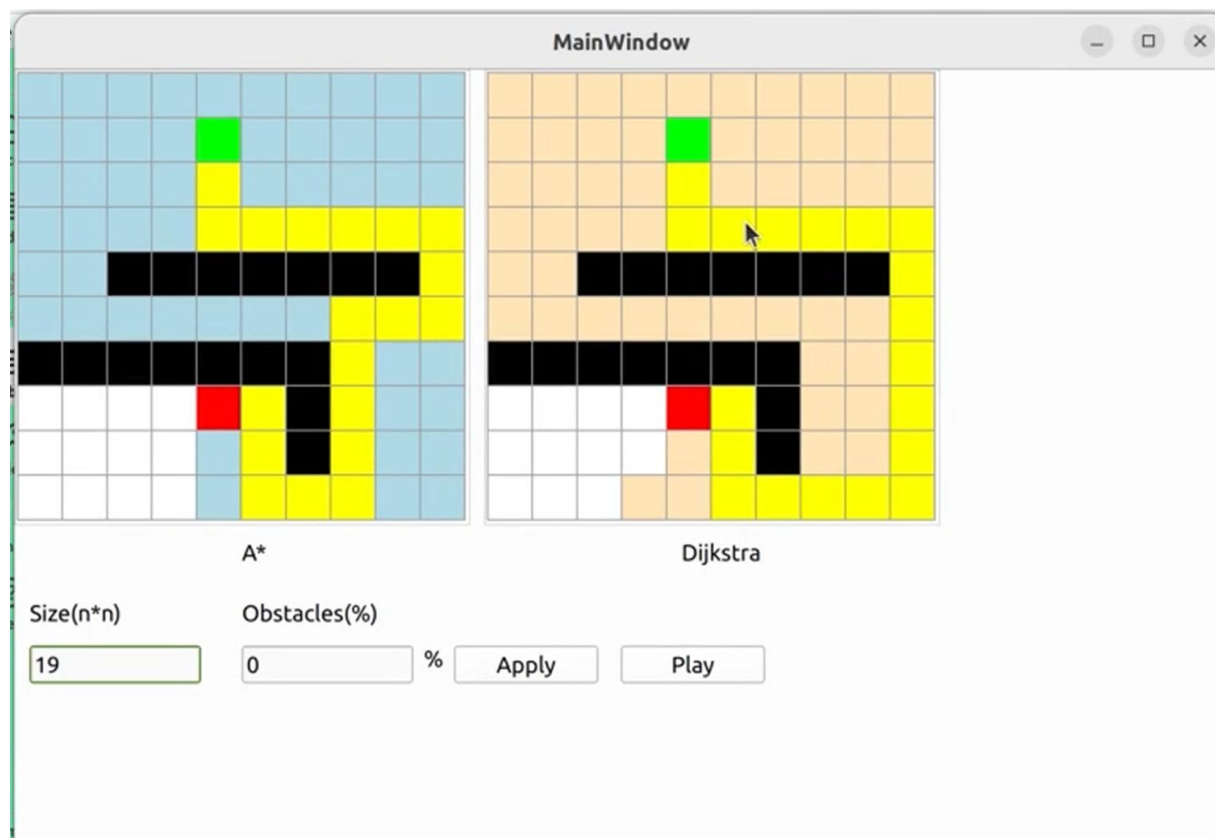 MainWindow
A*
Dijkstra
Size(n*n)
Obstacles(%)
19
0
%
Apply
Play